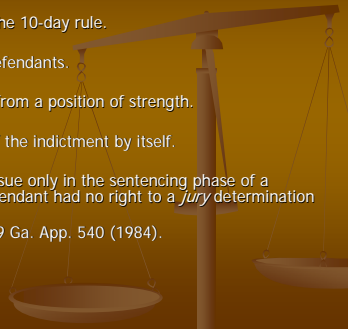 he 10-day rule.
efendants.
from a position of strength.
the indictment by itself.
sue only in the sentencing phase of a
endant had no right to a jury determination
9 Ga. App. 540 (1984).